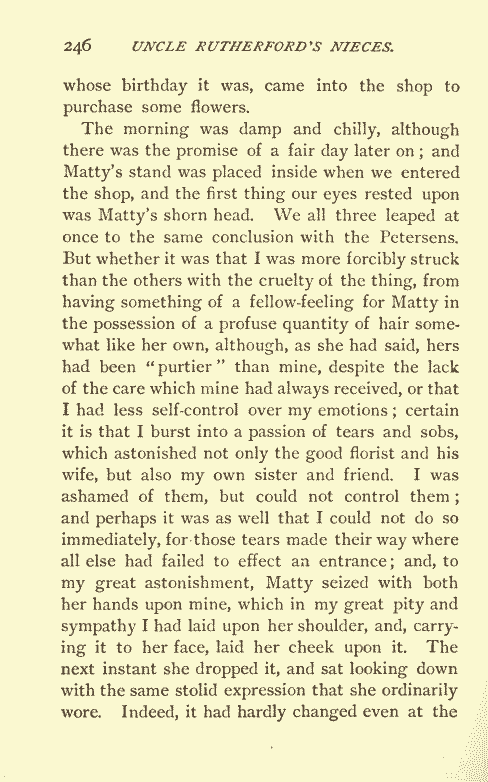 246 UNCLE RUTHERFORD'S NIECES.
whose birthday it was, came into the shop to
purchase some flowers.
The morning was damp and chilly, although
there was the promise of a fair day later on; and
Matty's stand was placed inside when we entered
the shop, and the first thing our eyes rested upon
was Matty's shorn head. We all three leaped at
once to the same conclusion with the Petersens.
But whether it was that I was more forcibly struck
than the others with the cruelty of the thing, from
having something of a fellow-feeling for Matty in
the possession of a profuse quantity of hair some-
what like her own, although, as she had said, hers
had been "purtier" than mine, despite the lack
of the care which mine had always received, or that
I had less self-control over my emotions; certain
it is that I burst into a passion of tears and sobs,
which astonished not only the good florist and his
wife, but also my own sister and friend. I was
ashamed of them, but could not control them;
and perhaps it was as well that I could not do so
immediately, for those tears made their way where
all else had failed to effect an entrance; and, to
my great astonishment, Matty seized with both
her hands upon mine, which in my great pity and
sympathy I had laid upon her shoulder, and, carry-
ing it to her face, laid her cheek upon it. The
next instant she dropped it, and sat looking down
with the same stolid expression that she ordinarily
wore. Indeed, it had hardly changed even at the